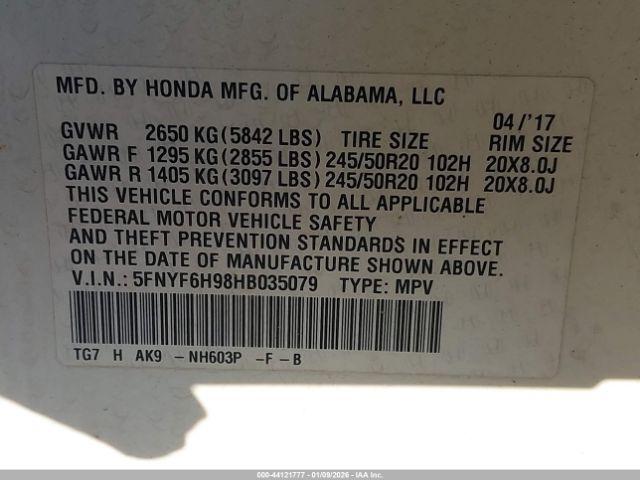 MFD. BY HONDA MFG. OF ALABAMA, LLC
04/'17
GVWR 2650 KG(5842 LBS) TIRE SIZE RIM SIZE
GAWR F 1295 KG(2855 LBS)245/50R20 102H 20X8.0J
GAWR R 1405 KG(3097 LBS)245/50R20 102H 20X8.0J
THIS VEHICLE CONFORMS TO ALL APPLICABLE
FEDERAL MOTOR VEHICLE SAFETY
AND THEFT PREVENTION STANDARDS IN EFFECT
ON THE DATE OF MANUFACTURE SHOWN ABOVE.
V.I.N.: 5FNYF6H98HB035079 TYPE: MPV
TG7 H AK9 -NH603P -F-B
000-44121777 - 01/09/2026 - IAA Inc.